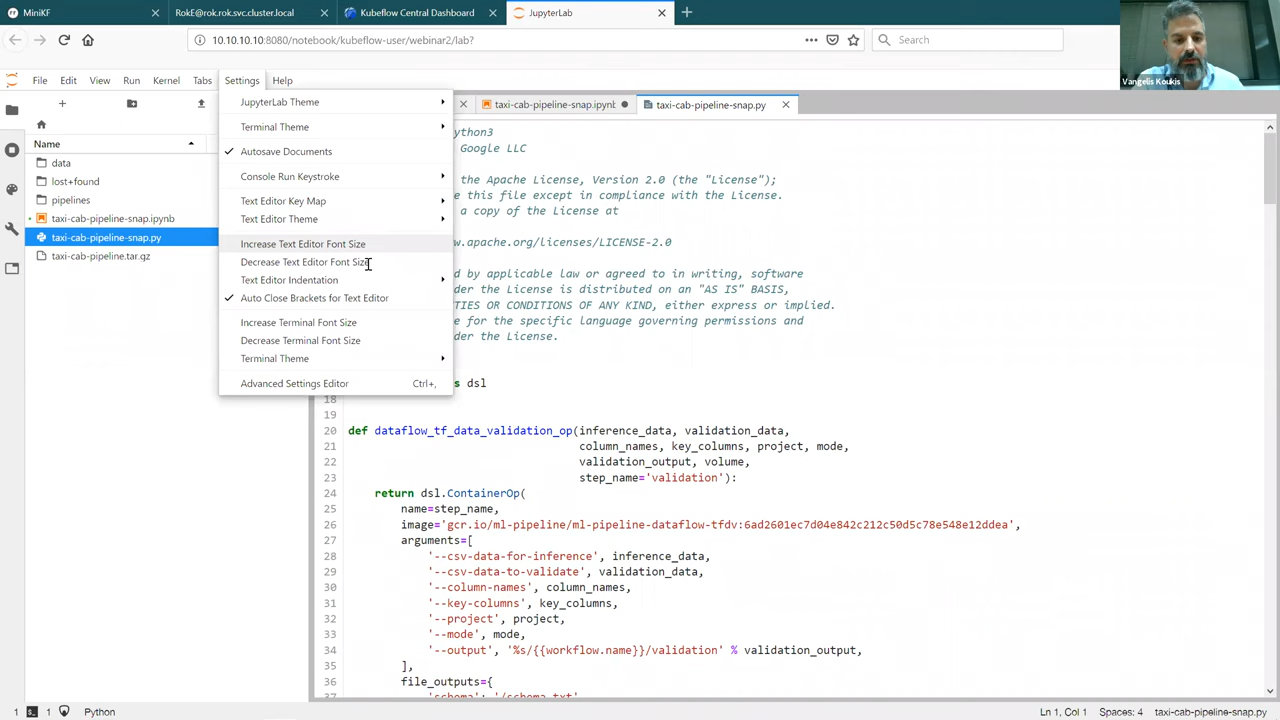 MiniKF
RokE@rok.rok.svc.cluster.local
Kubeflow Central Dashboard
JupyterLab
10.10.10.10:8080/notebook/kubeflow-user/webinar2/lab?
Search
Vangelis Koukis
File Edit View Run Kernel Tabs Settings Help
Name
data
lost+found
pipelines
taxi-cab-pipeline-snap.ipynb
taxi-cab-pipeline-snap.py
taxi-cab-pipeline.tar.gz
JupyterLab Theme
Terminal Theme
Autosave Documents
Console Run Keystroke
Text Editor Key Map
Text Editor Theme
Increase Text Editor Font Size
Decrease Text Editor Font Size
Text Editor Indentation
Auto Close Brackets for Text Editor
Increase Terminal Font Size
Decrease Terminal Font Size
Terminal Theme
Advanced Settings Editor Ctrl+,
taxi-cab-pipeline-snap.ipynb
taxi-cab-pipeline-snap.py
ython3
Google LLC
the Apache License, Version 2.0 (the "License");
e this file except in compliance with the License.
a copy of the License at
w.apache.org/licenses/LICENSE-2.0
d by applicable law or agreed to in writing, software
der the License is distributed on an "AS IS" BASIS,
TIES OR CONDITIONS OF ANY KIND, either express or implied.
e for the specific language governing permissions and
der the License.
s dsl
18
19
20 def dataflow_tf_data_validation_op(inference_data, validation_data,
21 column_names, key_columns, project, mode,
22 validation_output, volume,
23 step_name='validation'):
24 return dsl.ContainerOp(
25 name=step_name,
26 image='gcr.io/ml-pipeline/ml-pipeline-dataflow-tfdv:6ad2601ec7d04e842c212c50d5c78e548e12ddea',
27 arguments=[
28 '--csv-data-for-inference', inference_data,
29 '--csv-data-to-validate', validation_data,
30 '--column-names', column_names,
31 '--key-columns', key_columns,
32 '--project', project,
33 '--mode', mode,
34 '--output', '%s/{{workflow.name}}/validation' % validation_output,
35 ],
36 file_outputs={
37 'schema': '/schema.txt'
1 1 Python
Ln 1, Col 1 Spaces: 4 taxi-cab-pipeline-snap.py